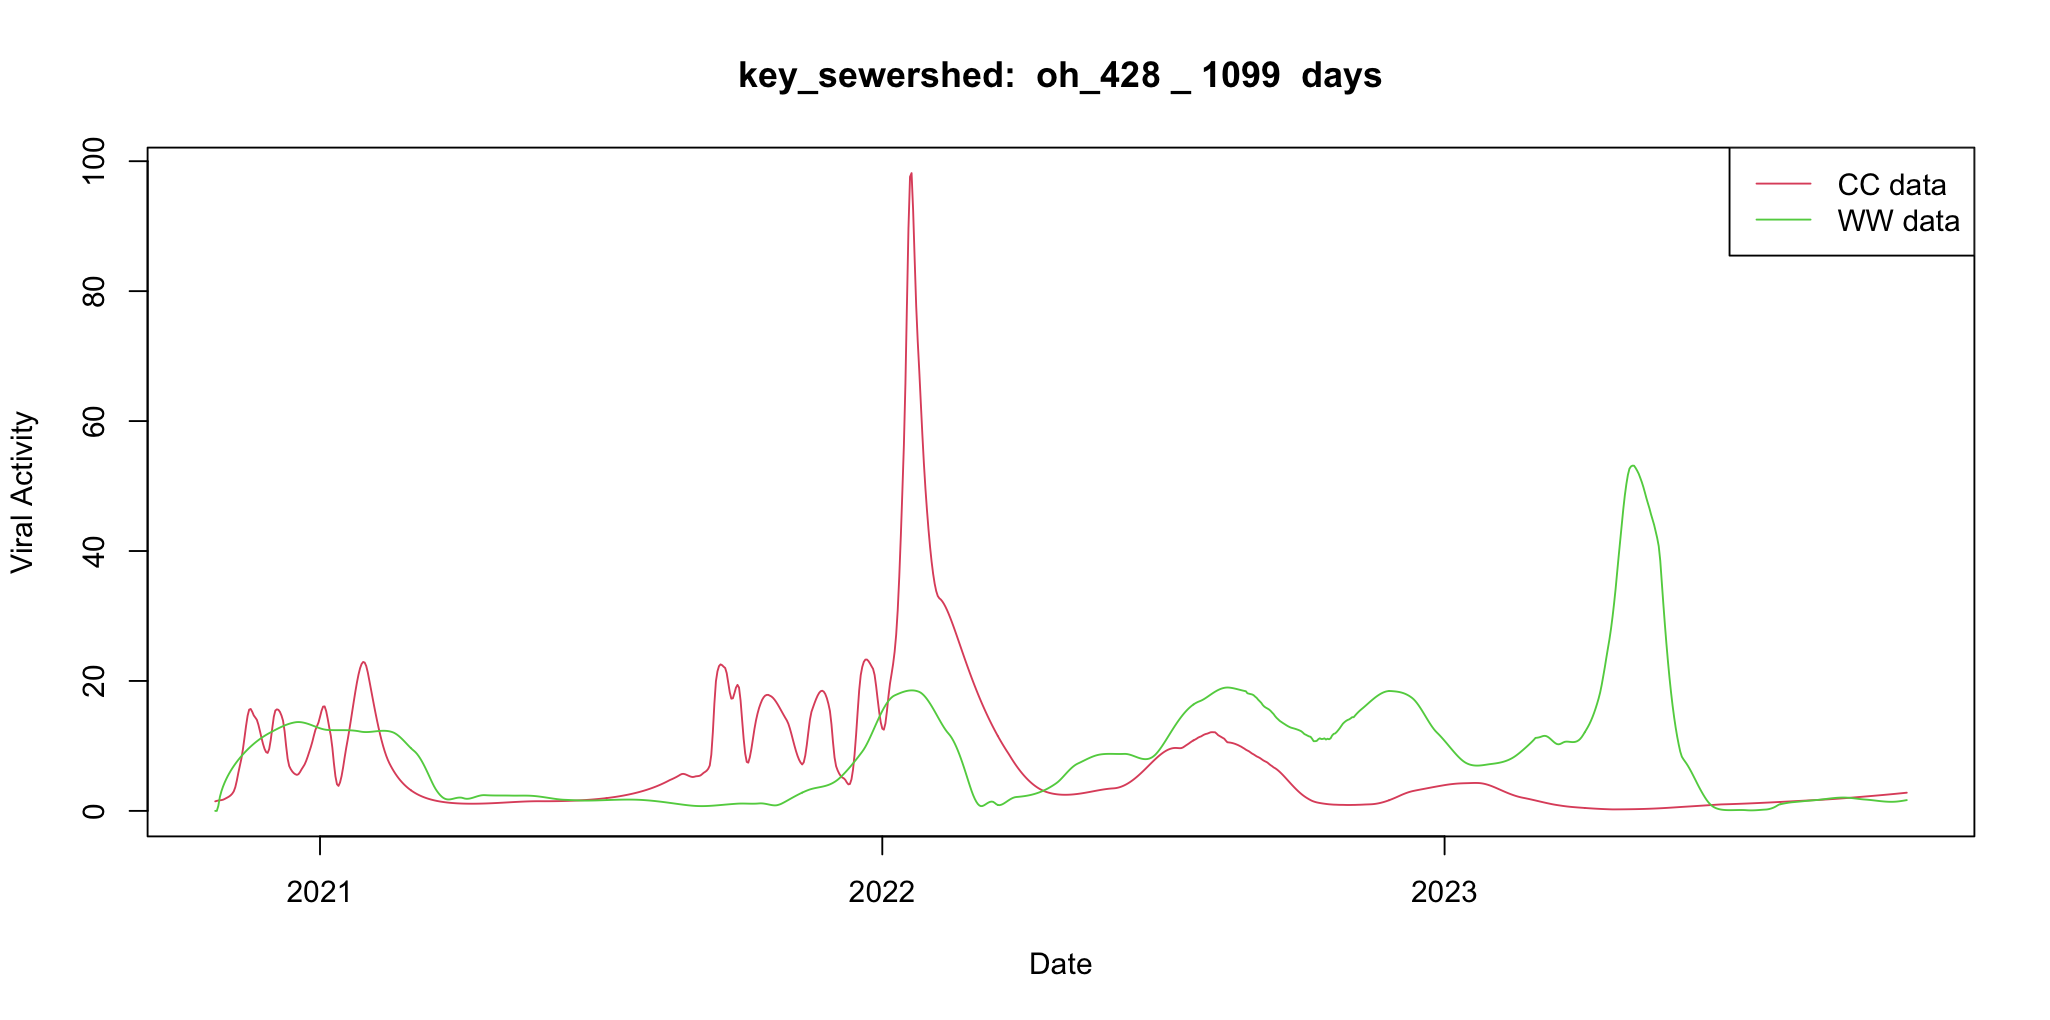 key_sewershed:  oh_428 _ 1099  days
CC data
WW data
Viral Activity
100
80
60
40
20
0
2021
2022
2023
Date